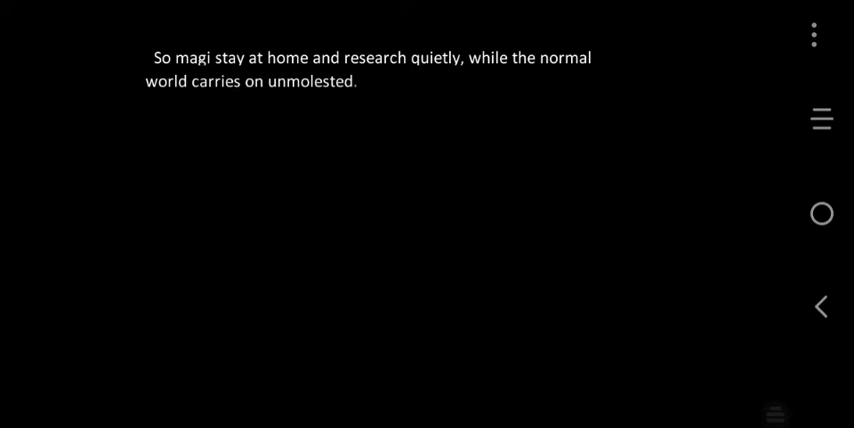 So magi stay at home and research quietly, while the normal
world carries on unmolested.